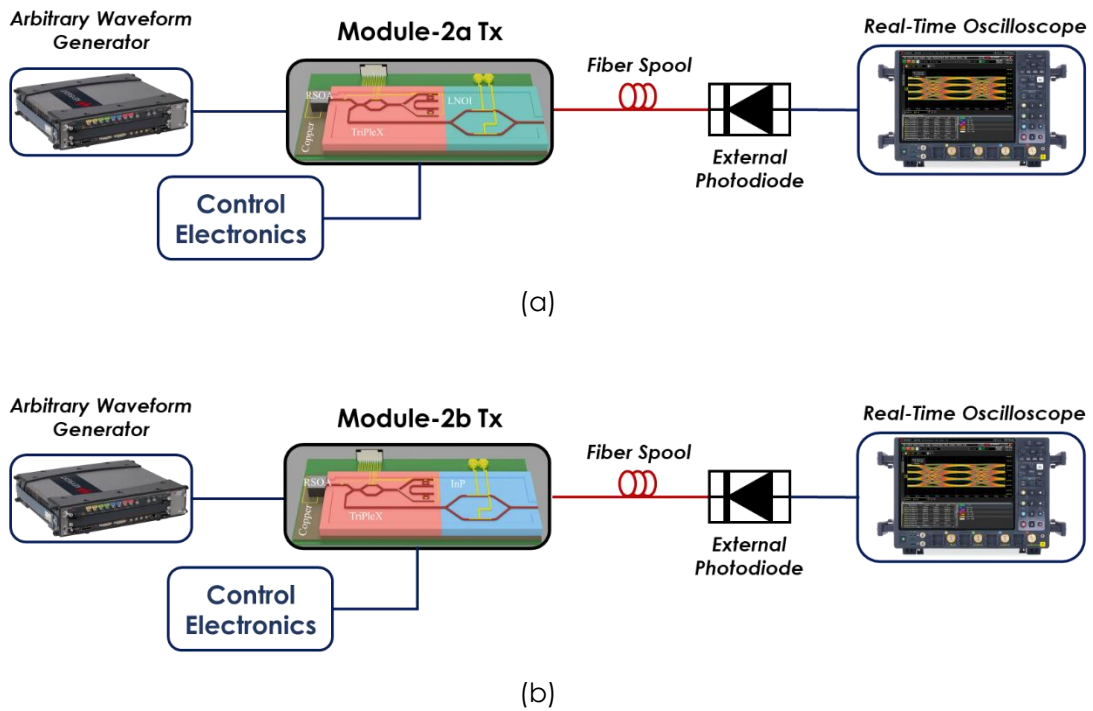 Arbitrary Waveform
Generator
Module-2a Tx
RSOA
Copper
TriPleX
LNOI
Control
Electronics
Fiber Spool
External
Photodiode
Real-Time Oscilloscope
(a)
Arbitrary Waveform
Generator
Module-2b Tx
RSOA
Copper
TriPleX
InP
Control
Electronics
Fiber Spool
External
Photodiode
Real-Time Oscilloscope
(b)